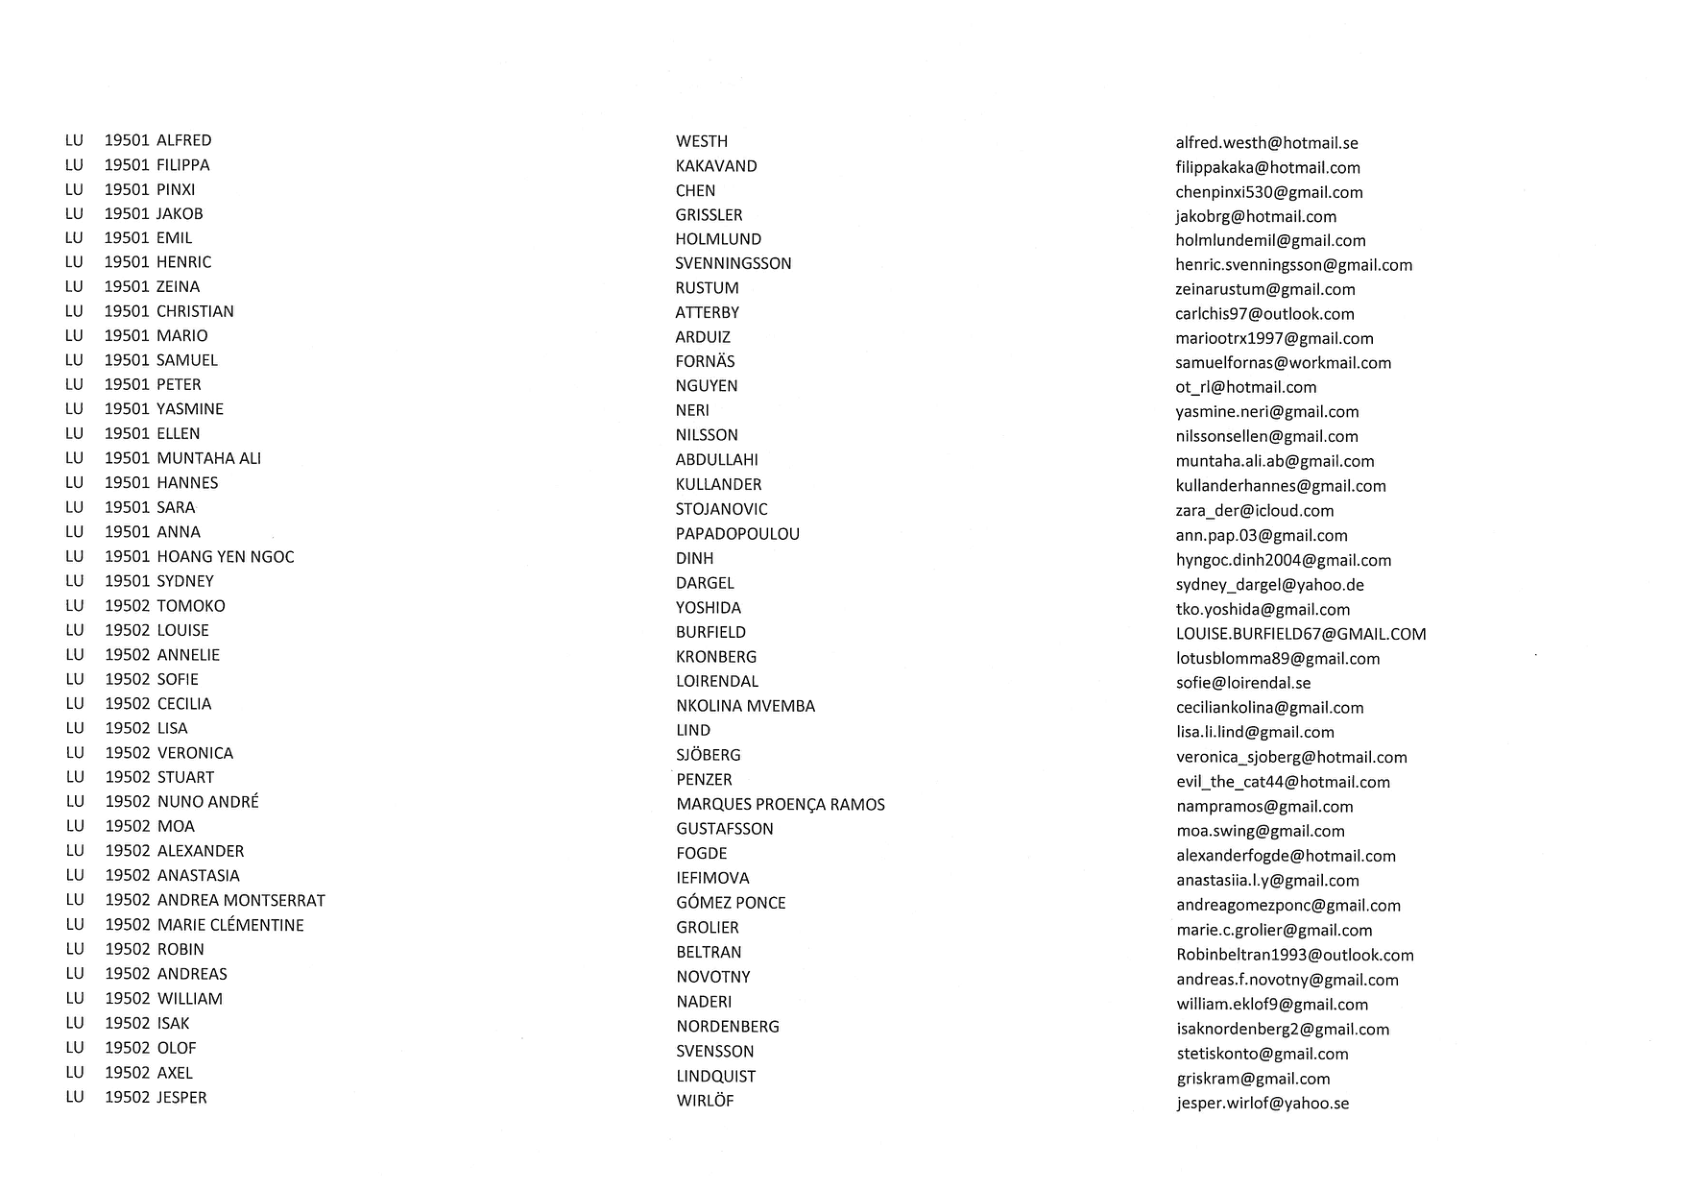 LU 19501 ALFRED WESTH alfred.westh@hotmail.se
LU 19501 FILIPPA KAKAVAND filippakaka@hotmail.com
LU 19501 PINXI CHEN chenpinxi530@gmail.com
LU 19501 JAKOB GRISSLER jakobrg@hotmail.com
LU 19501 EMIL HOLMLUND holmlundemil@gmail.com
LU 19501 HENRIC SVENNINGSSON henric.svenningsson@gmail.com
LU 19501 ZEINA RUSTUM zeinarustum@gmail.com
LU 19501 CHRISTIAN ATTERBY carlchis97@outlook.com
LU 19501 MARIO ARDUIZ mariootrx1997@gmail.com
LU 19501 SAMUEL FORNÄS samuelfornas@workmail.com
LU 19501 PETER NGUYEN ot_rl@hotmail.com
LU 19501 YASMINE NERI yasmine.neri@gmail.com
LU 19501 ELLEN NILSSON nilssonsellen@gmail.com
LU 19501 MUNTAHA ALI ABDULLAHI muntaha.ali.ab@gmail.com
LU 19501 HANNES KULLANDER kullanderhannes@gmail.com
LU 19501 SARA STOJANOVIC zara_der@icloud.com
LU 19501 ANNA PAPADOPOULOU ann.pap.03@gmail.com
LU 19501 HOANG YEN NGOC DINH hyngoc.dinh2004@gmail.com
LU 19501 SYDNEY DARGEL sydney_dargel@yahoo.de
LU 19502 TOMOKO YOSHIDA tko.yoshida@gmail.com
LU 19502 LOUISE BURFIELD LOUISE.BURFIELD67@GMAIL.COM
LU 19502 ANNELIE KRONBERG lotusblomma89@gmail.com
LU 19502 SOFIE LOIRENDAL sofie@loirendal.se
LU 19502 CECILIA NKOLINA MVEMBA ceciliankolina@gmail.com
LU 19502 LISA LIND lisa.li.lind@gmail.com
LU 19502 VERONICA SJÖBERG veronica_sjoberg@hotmail.com
LU 19502 STUART PENZER evil_the_cat44@hotmail.com
LU 19502 NUNO ANDRÉ MARQUES PROENÇA RAMOS nampramos@gmail.com
LU 19502 MOA GUSTAFSSON moa.swing@gmail.com
LU 19502 ALEXANDER FOGDE alexanderfogde@hotmail.com
LU 19502 ANASTASIA IEFIMOVA anastasiia.l.y@gmail.com
LU 19502 ANDREA MONTSERRAT GÓMEZ PONCE andreagomezponc@gmail.com
LU 19502 MARIE CLÉMENTINE GROLIER marie.c.grolier@gmail.com
LU 19502 ROBIN BELTRAN Robinbeltran1993@outlook.com
LU 19502 ANDREAS NOVOTNY andreas.f.novotny@gmail.com
LU 19502 WILLIAM NADERI william.eklof9@gmail.com
LU 19502 ISAK NORDENBERG isaknordenberg2@gmail.com
LU 19502 OLOF SVENSSON stetiskonto@gmail.com
LU 19502 AXEL LINDQUIST griskram@gmail.com
LU 19502 JESPER WIRLÖF jesper.wirlof@yahoo.se